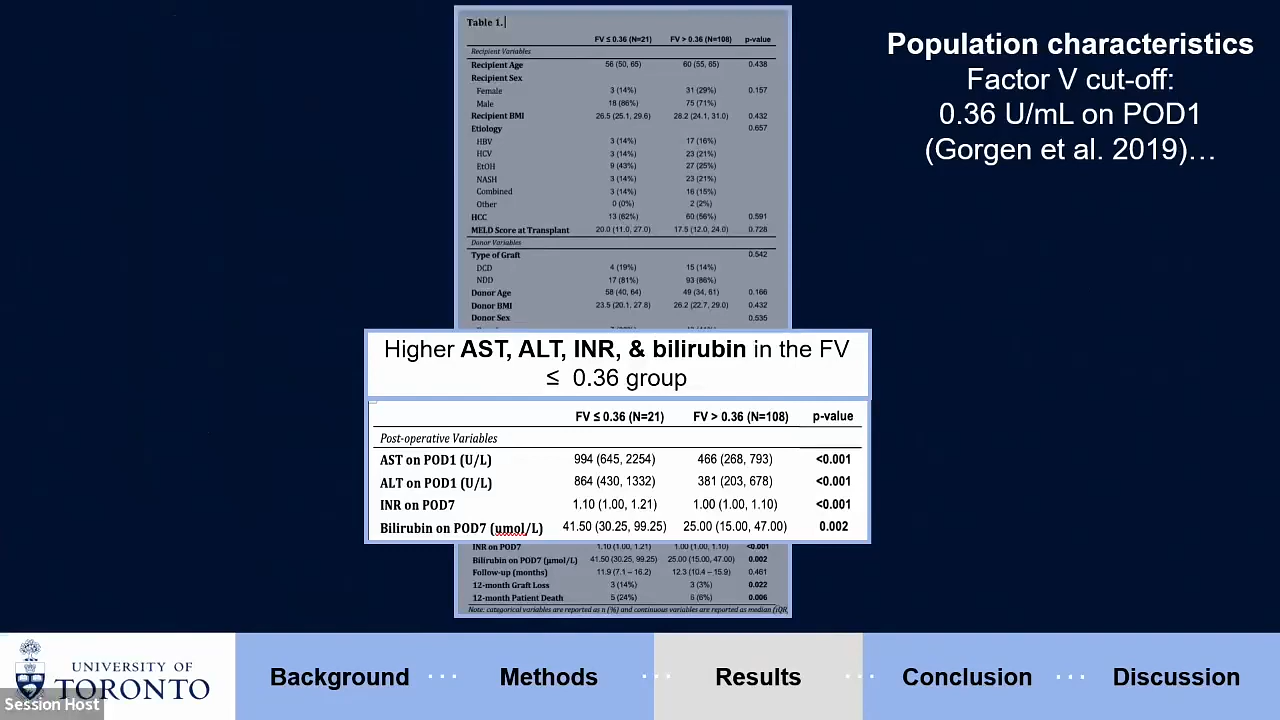 Table 1.
FV ≤ 0.36 (N=21) FV > 0.36 (N=108) p-value
Recipient Variables
Recipient Age 56 (50, 65) 60 (55, 65) 0.438
Recipient Sex
Female 3 (14%) 31 (29%) 0.157
Male 18 (86%) 75 (71%)
Recipient BMI 26.5 (25.1, 29.6) 28.2 (24.1, 31.0) 0.432
Etiology 0.657
HBV 3 (14%) 17 (16%)
HCV 3 (14%) 23 (21%)
EtOH 9 (43%) 27 (25%)
NASH 3 (14%) 23 (21%)
Combined 3 (14%) 16 (15%)
Other 0 (0%) 2 (2%)
HCC 13 (62%) 60 (56%) 0.591
MELD Score at Transplant 20.0 (11.0, 27.0) 17.5 (12.0, 24.0) 0.728
Donor Variables
Type of Graft 0.542
DCD 4 (19%) 15 (14%)
NDD 17 (81%) 93 (86%)
Donor Age 58 (40, 64) 49 (34, 61) 0.166
Donor BMI 23.5 (20.1, 27.8) 26.2 (22.7, 29.0) 0.432
Donor Sex 0.535
Population characteristics
Factor V cut-off:
0.36 U/mL on POD1
(Gorgen et al. 2019)…
Higher AST, ALT, INR, & bilirubin in the FV
≤ 0.36 group
FV ≤ 0.36 (N=21) FV > 0.36 (N=108) p-value
Post-operative Variables
AST on POD1 (U/L) 994 (645, 2254) 466 (268, 793) <0.001
ALT on POD1 (U/L) 864 (430, 1332) 381 (203, 678) <0.001
INR on POD7 1.10 (1.00, 1.21) 1.00 (1.00, 1.10) <0.001
Bilirubin on POD7 (umol/L) 41.50 (30.25, 99.25) 25.00 (15.00, 47.00) 0.002
INR on POD7 1.10 (1.00, 1.21) 1.00 (1.00, 1.10) <0.001
Bilirubin on POD7 (µmol/L) 41.50 (30.25, 99.25) 25.00 (15.00, 47.00) 0.002
Follow-up (months) 11.9 (7.1 – 16.2) 12.3 (10.4 – 15.9) 0.461
12-month Graft Loss 3 (14%) 3 (3%) 0.022
12-month Patient Death 5 (24%) 6 (6%) 0.006
Note: categorical variables are reported as n (%) and continuous variables are reported as median (IQR,
UNIVERSITY OF
TORONTO
Session Host
Background ··· Methods ··· Results ··· Conclusion ··· Discussion